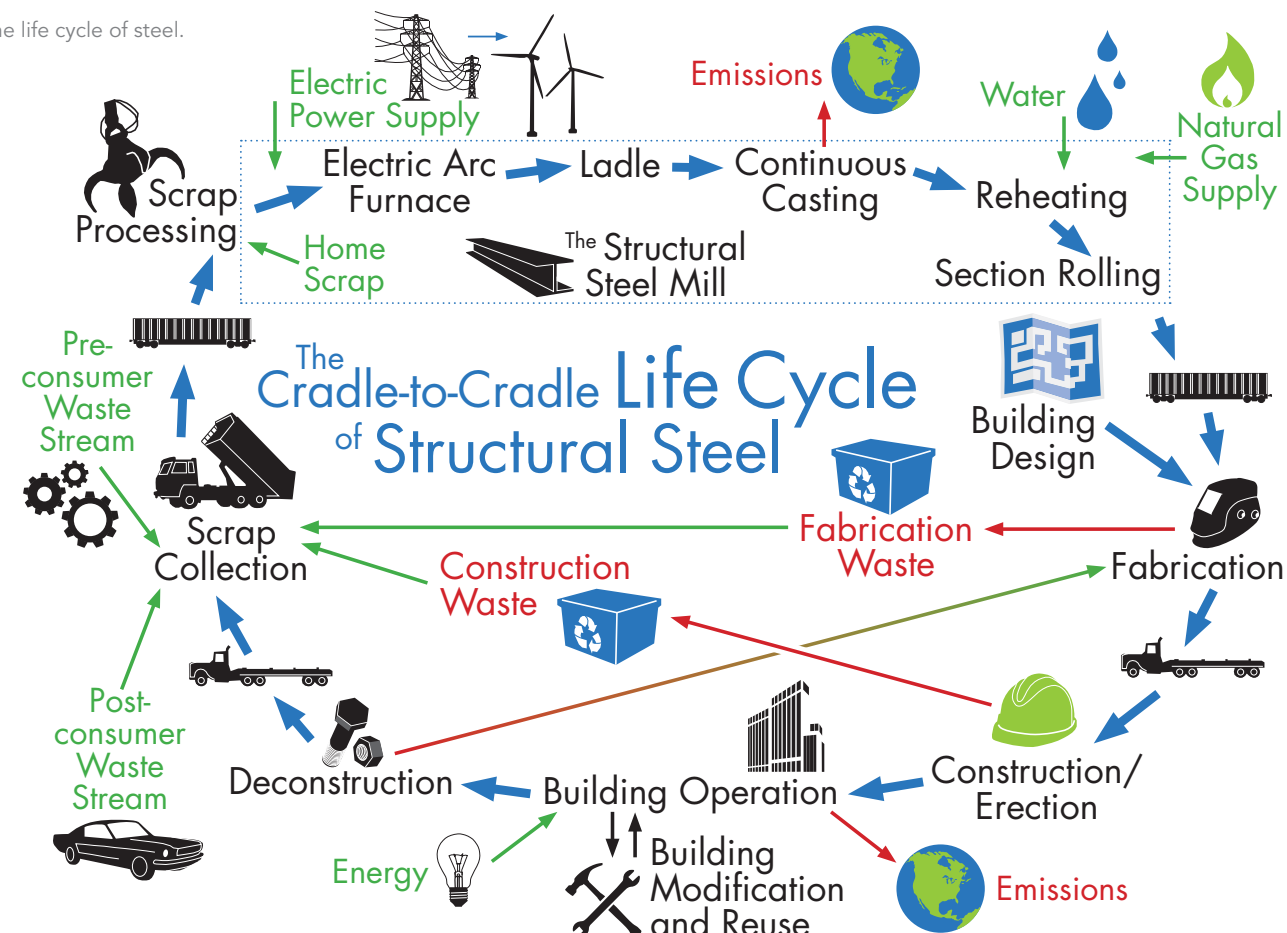 life cycle of steel.
Electric
Power Supply
Emissions
Water
Natural
Gas
Supply
Scrap
Processing
Electric Arc
Furnace
Ladle
Continuous
Casting
Reheating
Home
Scrap
The Structural
Steel Mill
Section Rolling
Pre-
consumer
Waste
Stream
The
Cradle-to-Cradle Life Cycle
of Structural Steel
Building
Design
Scrap
Collection
Fabrication
Waste
Fabrication
Construction
Waste
Post-
consumer
Waste
Stream
Deconstruction
Building Operation
Construction/
Erection
Energy
Building
Modification
and Reuse
Emissions